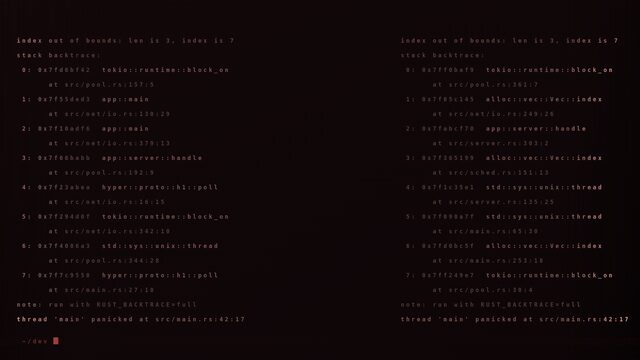 index out of bounds: len is 3, index is 7
stack backtrace:
0: 0x7fd0bf42 tokio::runtime::block_on
at src/pool.rs:157:5
1: 0x7f55ded3 app::main
at src/net/io.rs:130:29
2: 0x7f10adf6 app::main
at src/net/io.rs:379:13
3: app::server::handle
at src/pool.rs:192:9
4: 0x7f23abea hyper::proto::h1::poll
at src/net/io.rs:16:15
5: 0x7f294d0f tokio::runtime::block_on
at src/net/io.rs:342:10
6: 0x7f4086a3 std::sys::unix::thread
at src/pool.rs:344:28
7: 0x7f7c9558 hyper::proto::h1::poll
at src/main.rs:27:10
note: run with RUST_BACKTRACE=full
thread 'main' panicked at src/main.rs:42:17
~/dev
index out of bounds: len is 3, index is 7
stack backtrace:
0: 0x7ff0baf9 tokio::runtime::block_on
at src/pool.rs:361:7
1: 0x7f05c145 alloc::vec::Vec::index
at src/net/io.rs:249:26
2: 0x7fabcf70 app::server::handle
at src/server.rs:303:2
3: 0x7f365199 alloc::vec::Vec::index
at src/sched.rs:151:13
4: 0x7f1c35e1 std::sys::unix::thread
at src/server.rs:135:25
5: 0x7f090a7f std::sys::unix::thread
at src/main.rs:65:30
6: 0x7fd0bc5f alloc::vec::Vec::index
at src/main.rs:253:18
7: 0x7ff249e7 tokio::runtime::block_on
at src/pool.rs:30:4
note: run with RUST_BACKTRACE=full
thread 'main' panicked at src/main.rs:42:17